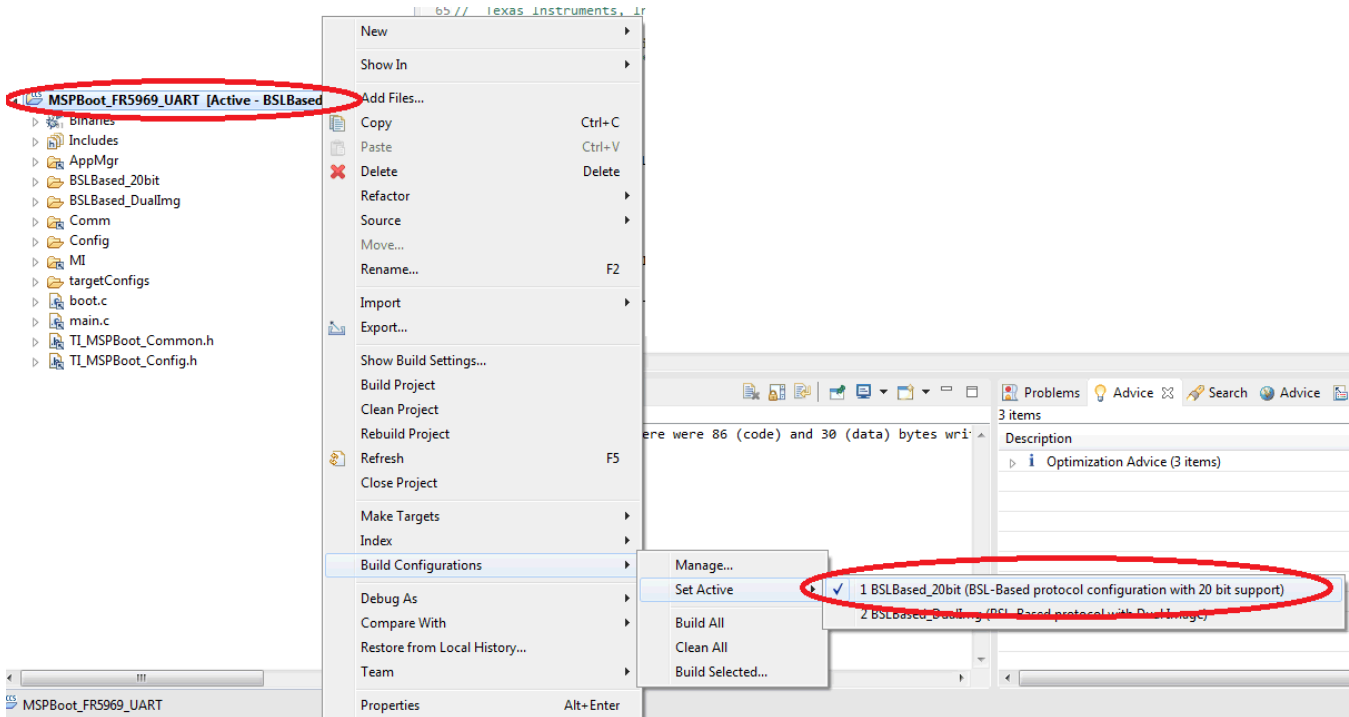 65 // Texas Instruments, In
MSPBoot_FR5969_UART [Active - BSLBased
Binaries
Includes
AppMgr
BSLBased_20bit
BSLBased_DualImg
Comm
Config
MI
targetConfigs
boot.c
main.c
TI_MSPBoot_Common.h
TI_MSPBoot_Config.h
New
Show In
Add Files...
Copy Ctrl+C
Paste Ctrl+V
Delete Delete
Refactor
Source
Move...
Rename... F2
Import
Export...
Show Build Settings...
Build Project
Clean Project
Rebuild Project
Refresh F5
Close Project
Make Targets
Index
Build Configurations
Debug As
Compare With
Restore from Local History...
Team
Properties Alt+Enter
Manage...
Set Active
Build All
Clean All
Build Selected...
1 BSLBased_20bit (BSL-Based protocol configuration with 20 bit support)
2 BSLBased_DualImg (BSL-Based protocol with Dual Image)
ere were 86 (code) and 30 (data) bytes wri
Problems Advice Search Advice
3 items
Description
i Optimization Advice (3 items)
MSPBoot_FR5969_UART